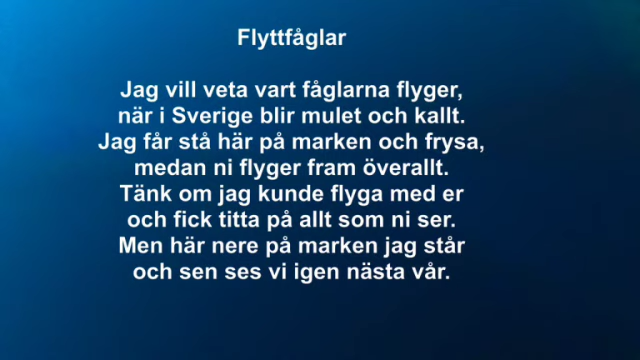 Flyttfåglar
Jag vill veta vart fåglarna flyger,
när i Sverige blir mulet och kallt.
Jag får stå här på marken och frysa,
medan ni flyger fram överallt.
Tänk om jag kunde flyga med er
och fick titta på allt som ni ser.
Men här nere på marken jag står
och sen ses vi igen nästa vår.